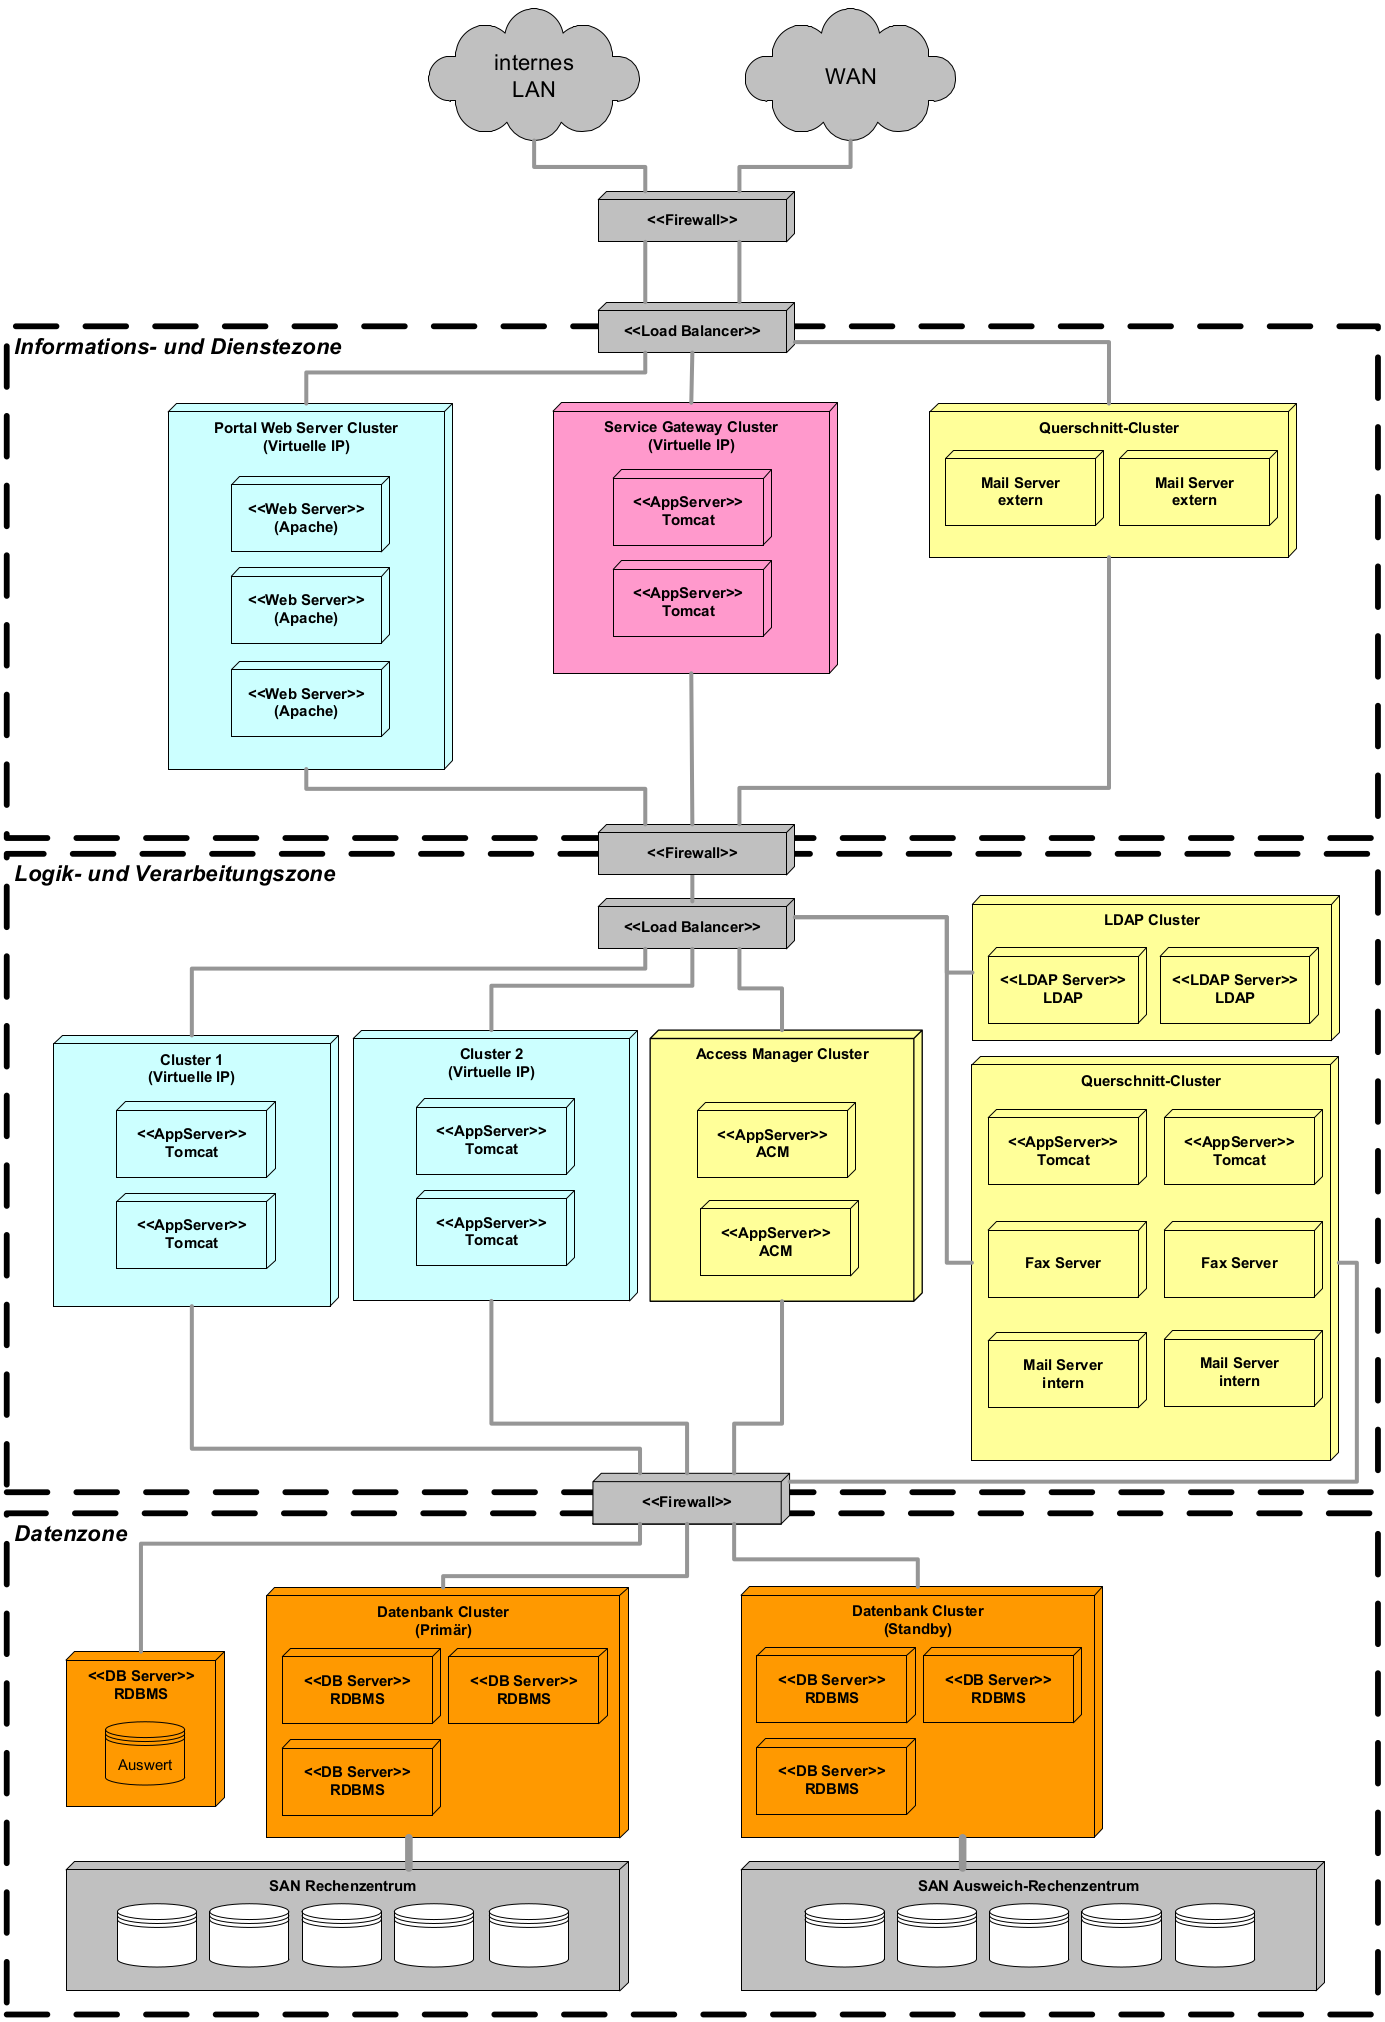 internes
LAN
WAN
<<Firewall>>
<<Load Balancer>>
Informations- und Dienstezone
Portal Web Server Cluster
(Virtuelle IP)
<<Web Server>>
(Apache)
<<Web Server>>
(Apache)
<<Web Server>>
(Apache)
Service Gateway Cluster
(Virtuelle IP)
<<AppServer>>
Tomcat
<<AppServer>>
Tomcat
Querschnitt-Cluster
Mail Server
extern
Mail Server
extern
<<Firewall>>
Logik- und Verarbeitungszone
<<Load Balancer>>
LDAP Cluster
<<LDAP Server>>
LDAP
<<LDAP Server>>
LDAP
Cluster 1
(Virtuelle IP)
<<AppServer>>
Tomcat
<<AppServer>>
Tomcat
Cluster 2
(Virtuelle IP)
<<AppServer>>
Tomcat
<<AppServer>>
Tomcat
Access Manager Cluster
<<AppServer>>
ACM
<<AppServer>>
ACM
Querschnitt-Cluster
<<AppServer>>
Tomcat
<<AppServer>>
Tomcat
Fax Server
Fax Server
Mail Server
intern
Mail Server
intern
<<Firewall>>
Datenzone
<<DB Server>>
RDBMS
Auswert
Datenbank Cluster
(Primär)
<<DB Server>>
RDBMS
<<DB Server>>
RDBMS
<<DB Server>>
RDBMS
Datenbank Cluster
(Standby)
<<DB Server>>
RDBMS
<<DB Server>>
RDBMS
<<DB Server>>
RDBMS
SAN Rechenzentrum
SAN Ausweich-Rechenzentrum